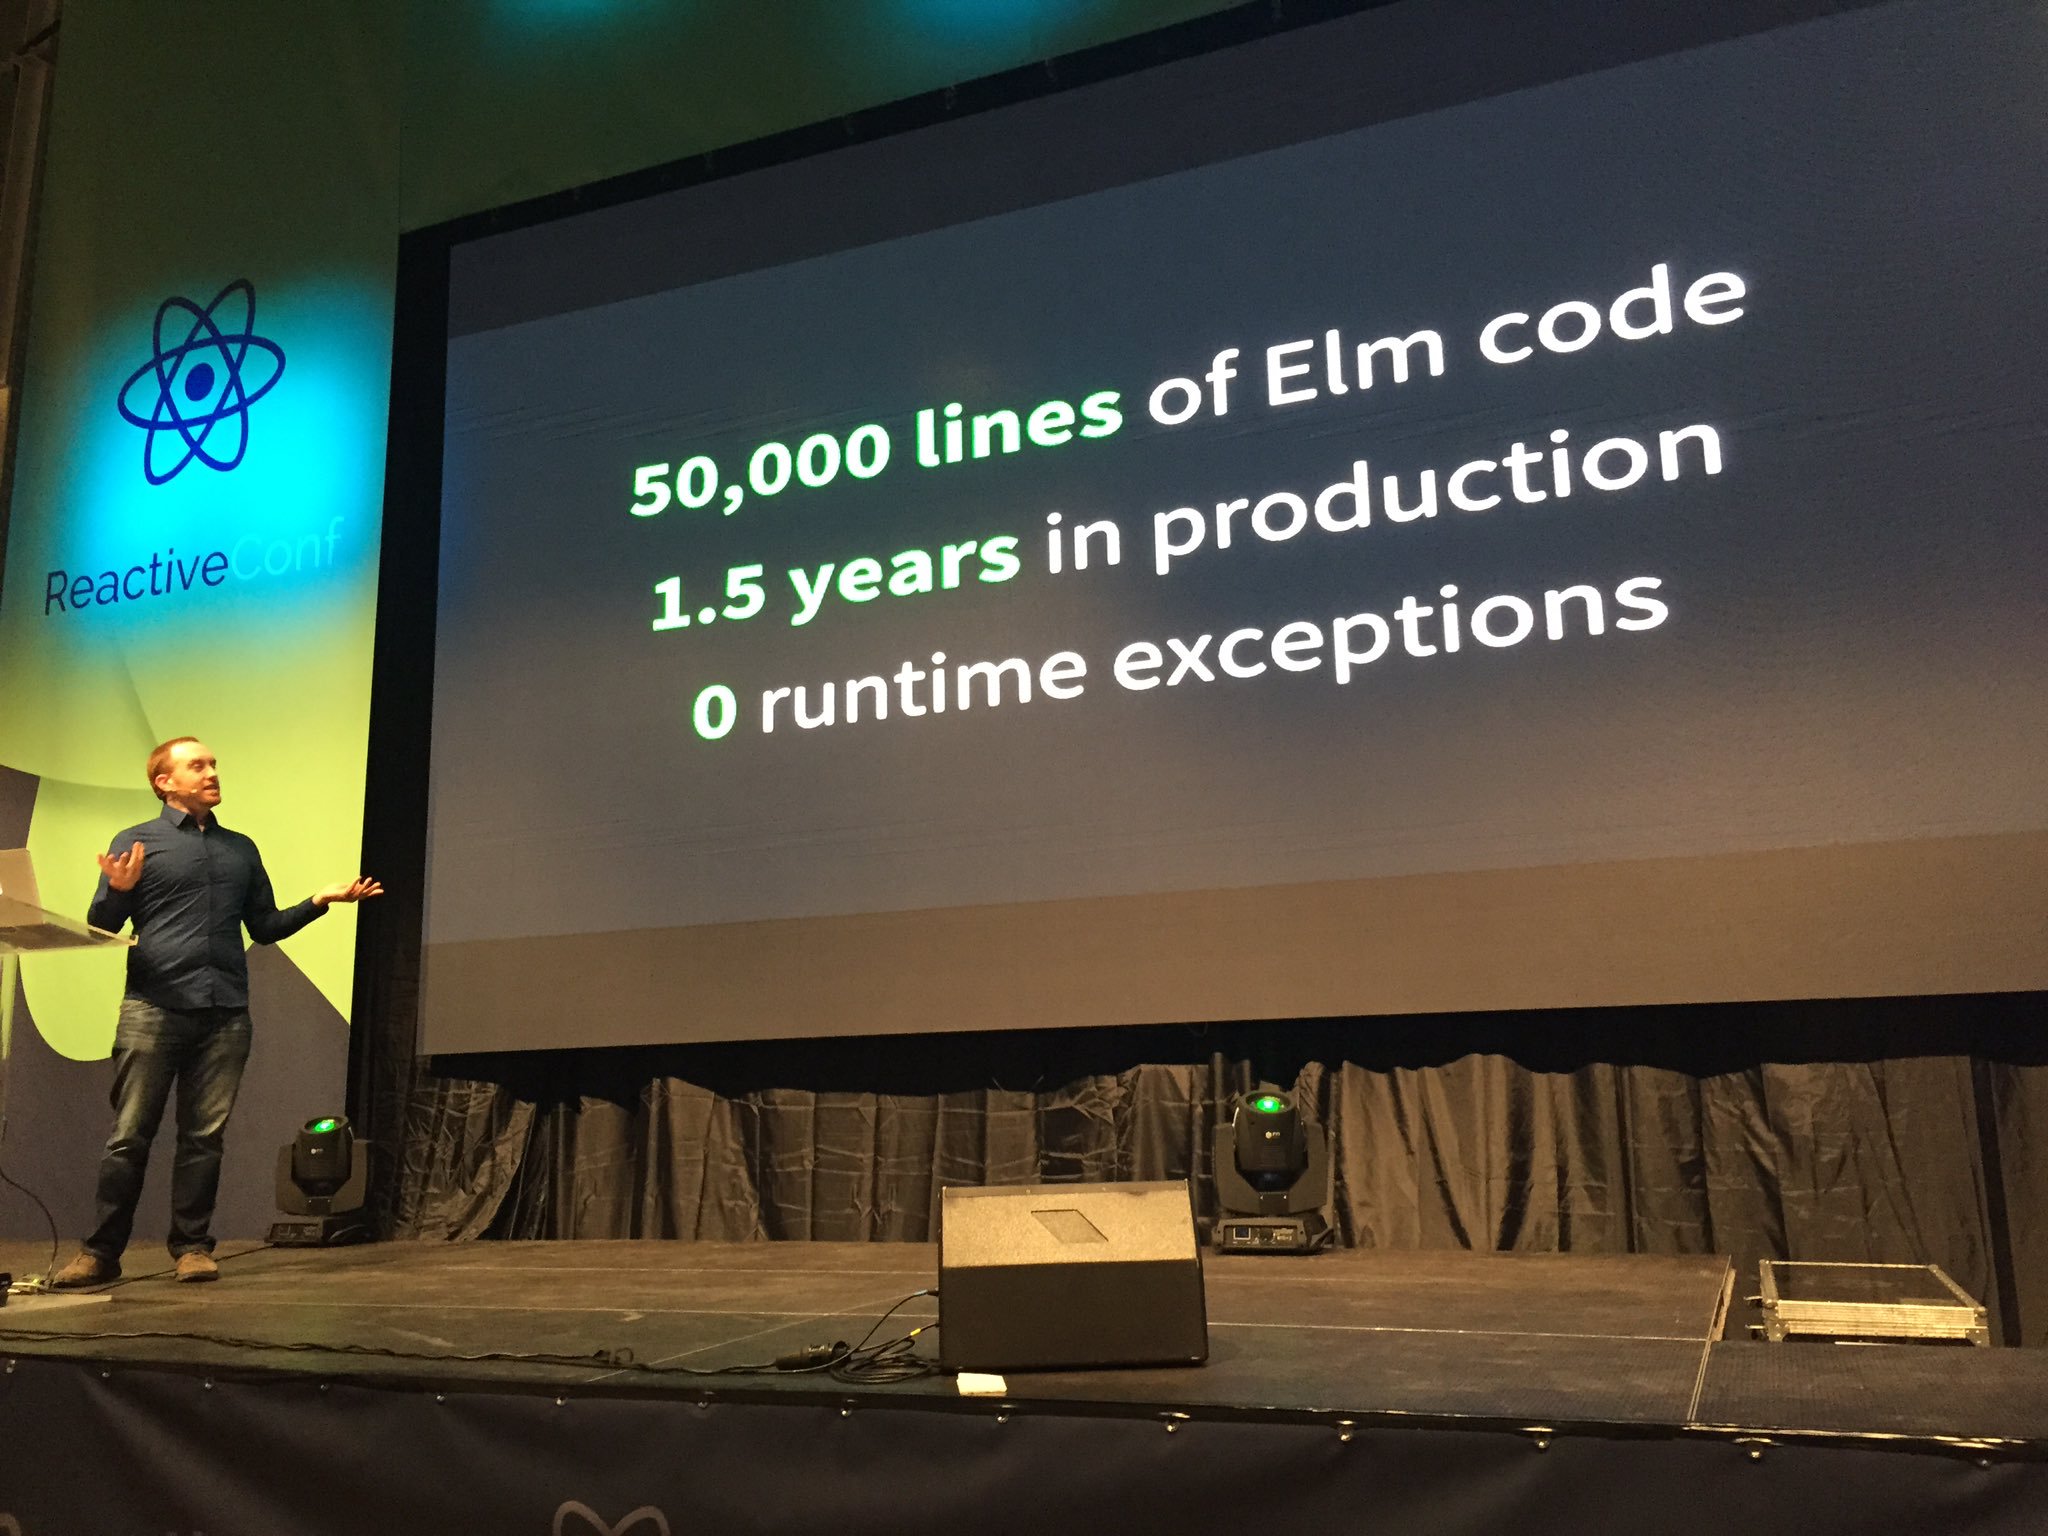 ReactiveConf
50,000 lines of Elm code
1.5 years in production
0 runtime exceptions